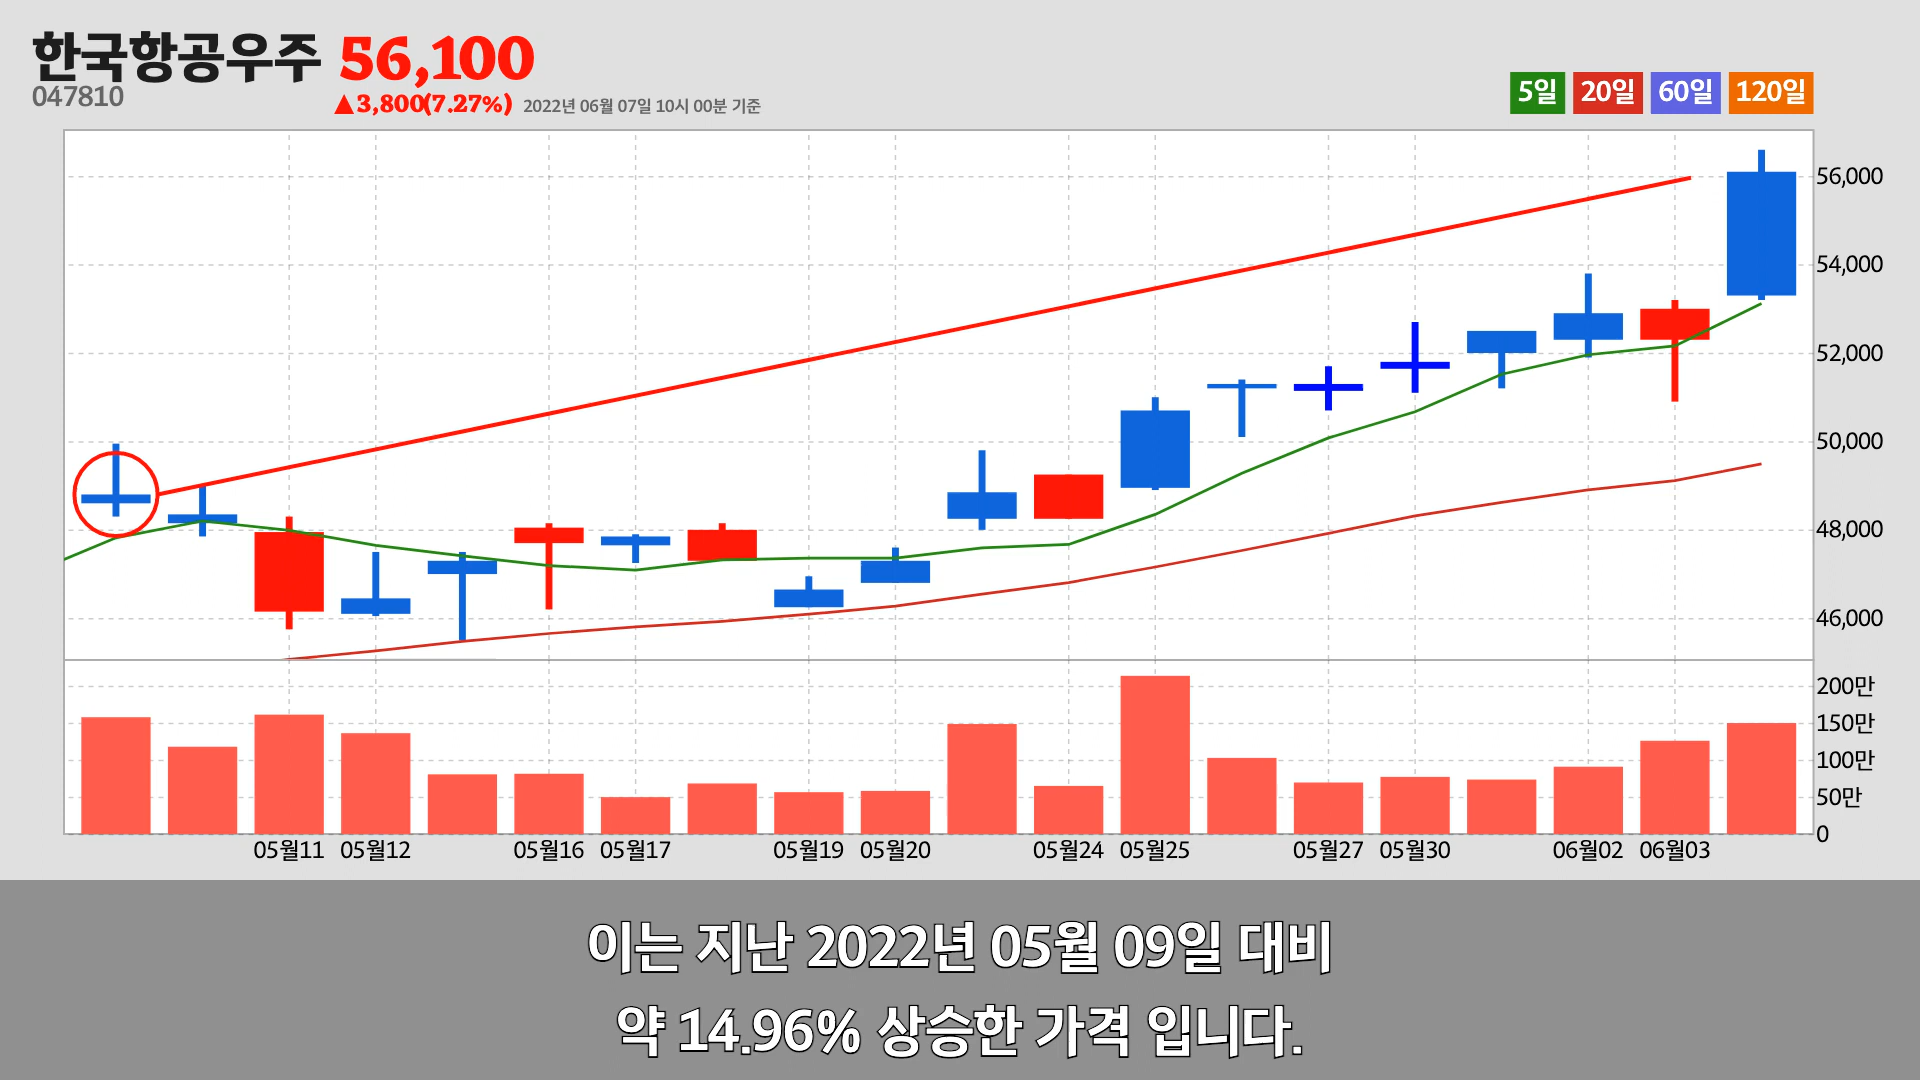 한국항공우주 56,100
047810
▲3,800(7.27%) 2022년 06월 07일 10시 00분 기준
5일 20일 60일 120일
56,000
54,000
52,000
50,000
48,000
46,000
200만
150만
100만
50만
0
05월11 05월12 05월16 05월17 05월19 05월20 05월24 05월25 05월27 05월30 06월02 06월03
이는 지난 2022년 05월 09일 대비
약 14.96% 상승한 가격 입니다.